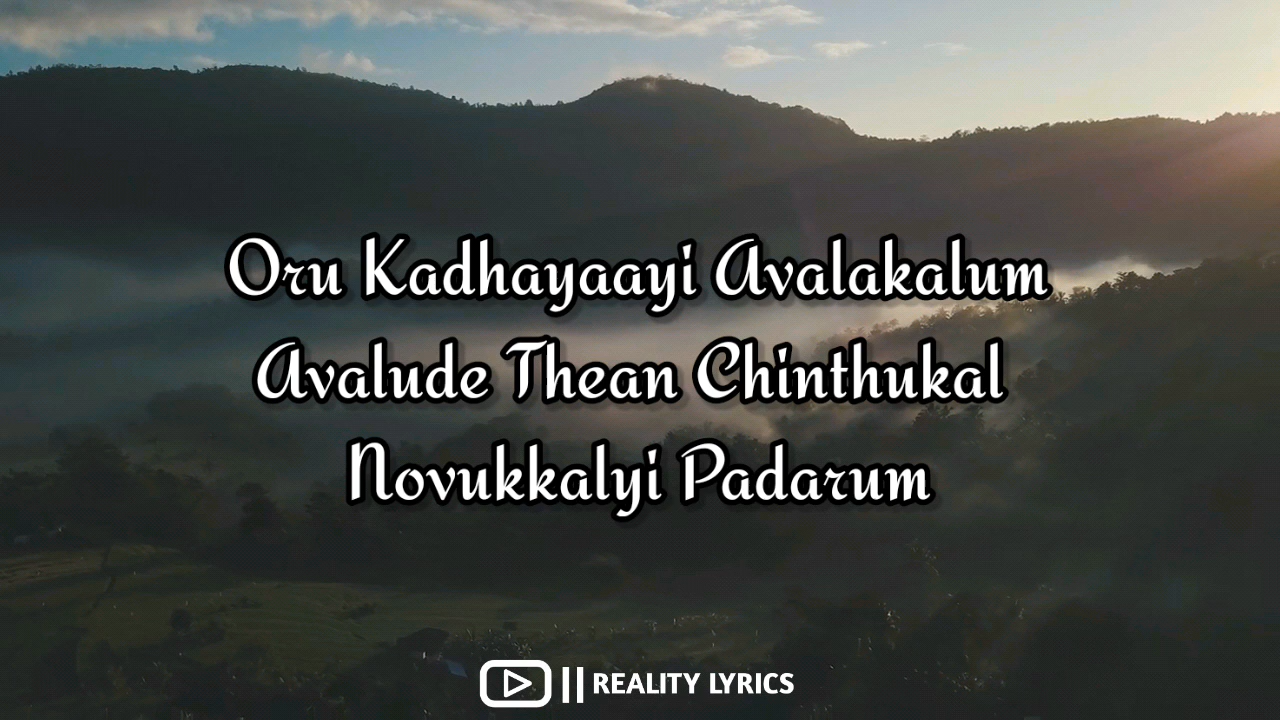 Oru Kadhayaayi Avalakalum
Avalude Thean Chinthukal
Novukkalyi Padarum
|| REALITY LYRICS